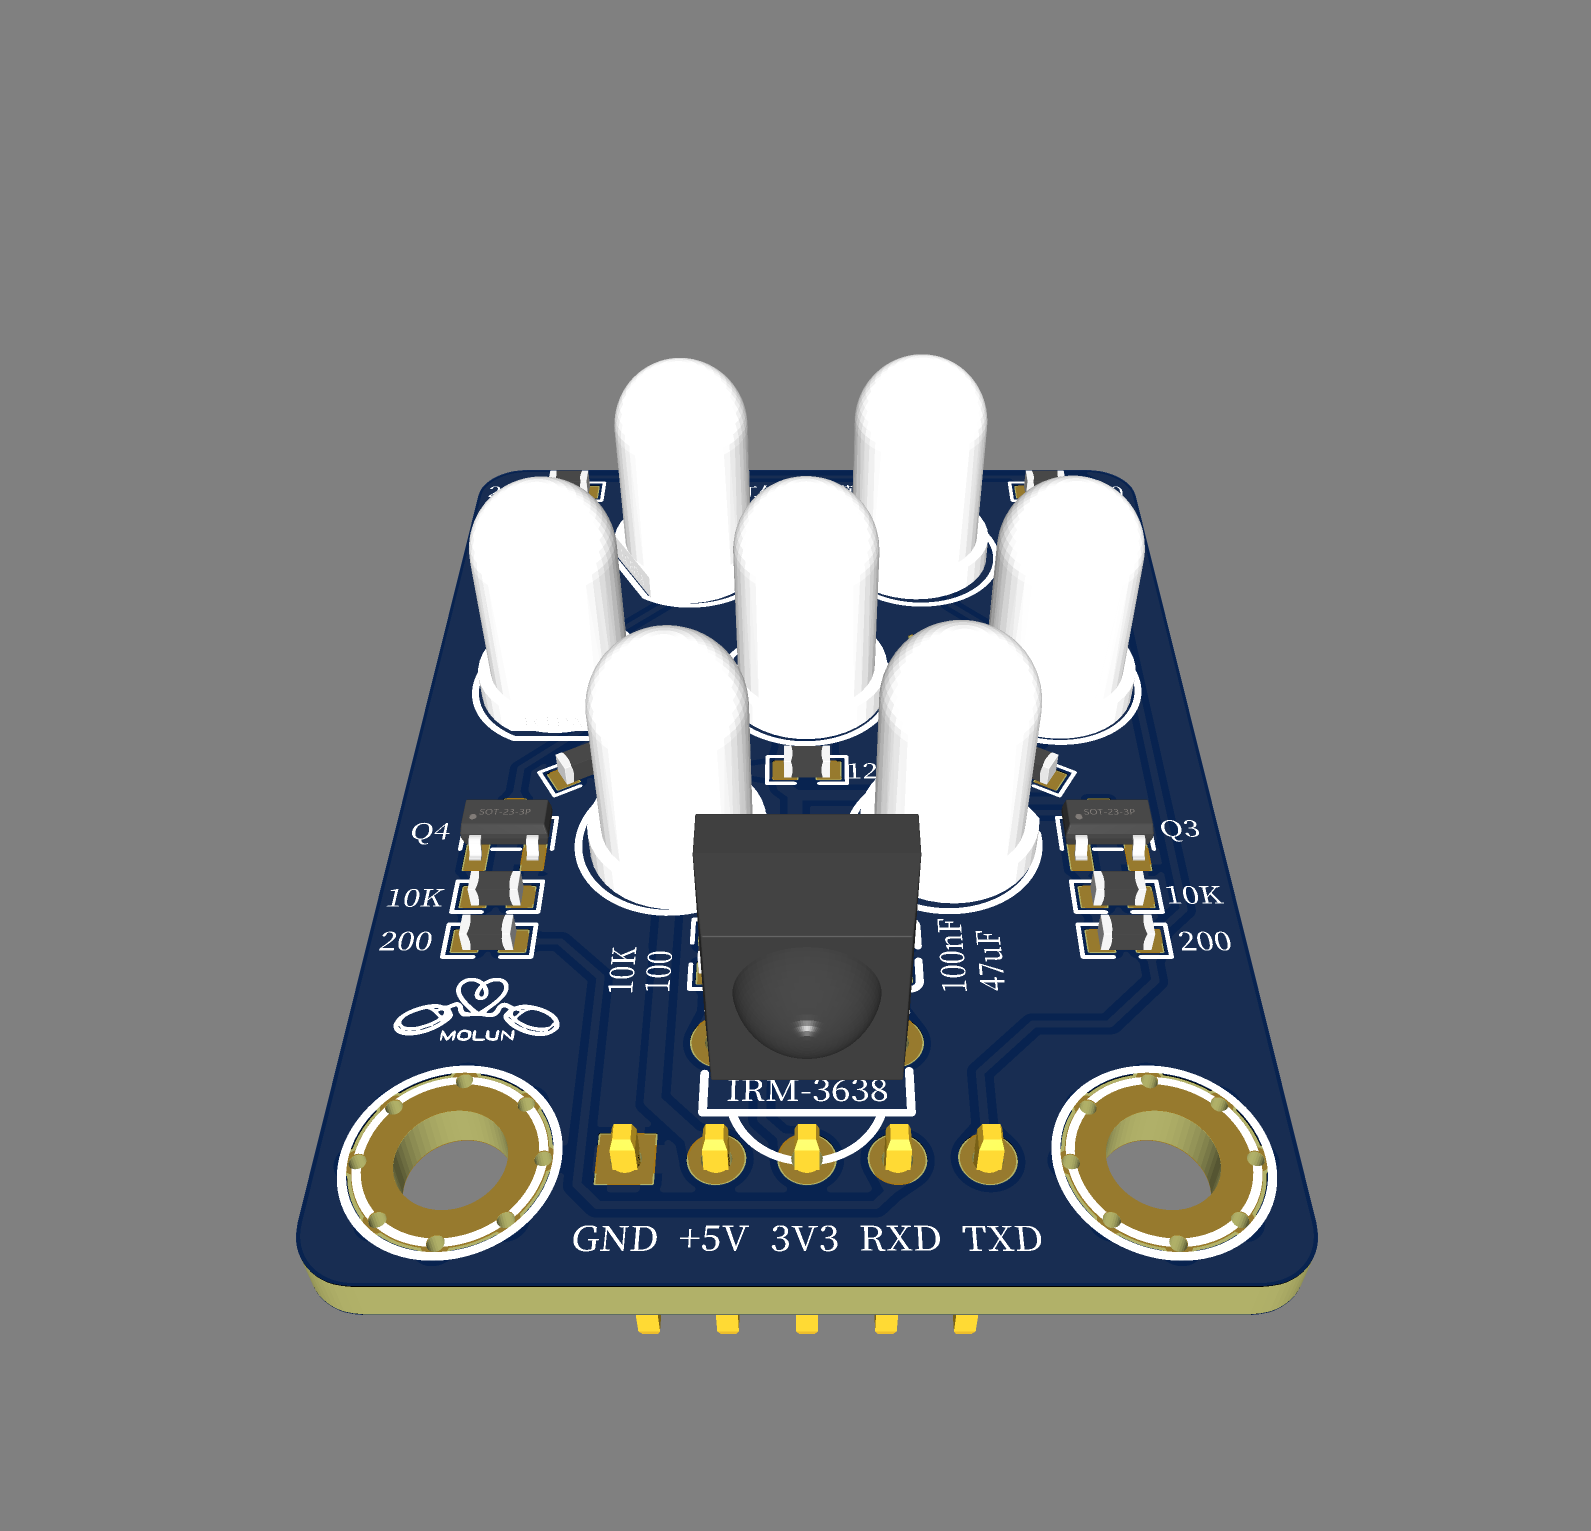 12
SOT-23-3P
SOT-23-3P
Q4
Q3
10K
10K
200
200
10K
100
100nF
47uF
MOLUN
IRM-3638
GND +5V 3V3 RXD TXD